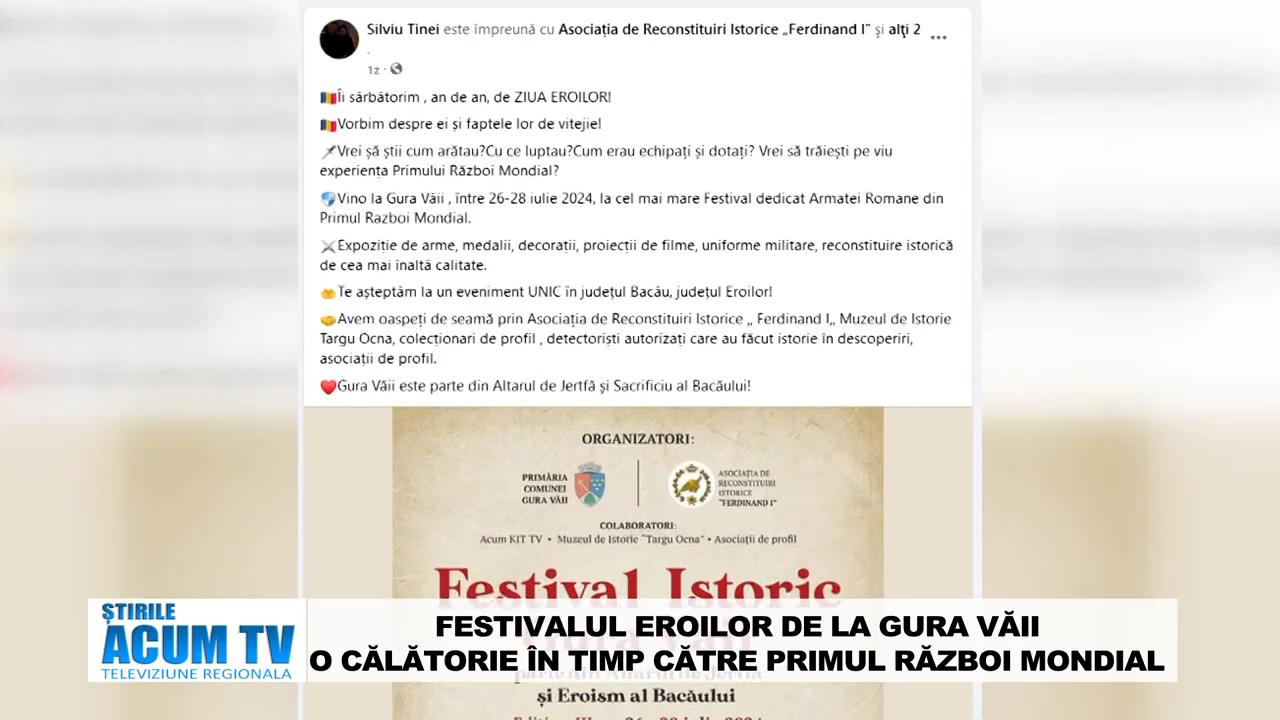 Silviu Tinei este împreună cu Asociația de Reconstituiri Istorice „Ferdinand I” și alţi 2
.
1z ·
Îi sărbătorim , an de an, de ZIUA EROILOR!
Vorbim despre ei și faptele lor de vitejie!
Vrei șă știi cum arătau?Cu ce luptau?Cum erau echipați și dotați? Vrei să trăiești pe viu
experiența Primului Război Mondial?
Vino la Gura Văii , între 26-28 iulie 2024, la cel mai mare Festival dedicat Armatei Romane din
Primul Razboi Mondial.
Expoziție de arme, medalii, decorații, proiecții de filme, uniforme militare, reconstituire istorică
de cea mai înaltă calitate.
Te așteptăm la un eveniment UNIC în județul Bacău, județul Eroilor!
Avem oaspeți de seamă prin Asociația de Reconstituiri Istorice „ Ferdinand I„ Muzeul de Istorie
Targu Ocna, colecționari de profil , detectoriști autorizați care au făcut istorie în descoperiri,
asociații de profil.
Gura Văii este parte din Altarul de Jertfă și Sacrificiu al Bacăului!
ORGANIZATORI:
PRIMĂRIA
COMUNEI
GURA VĂII
ASOCIAȚIA DE
RECONSTITUIRI
ISTORICE
"FERDINAND I"
COLABORATORI:
Acum KIT TV • Muzeul de Istorie "Targu Ocna" • Asociații de profil
Festival Istoric
și Eroism al Bacăului
ȘTIRILE
ACUM TV
TELEVIZIUNE REGIONALA
FESTIVALUL EROILOR DE LA GURA VĂII
O CĂLĂTORIE ÎN TIMP CĂTRE PRIMUL RĂZBOI MONDIAL